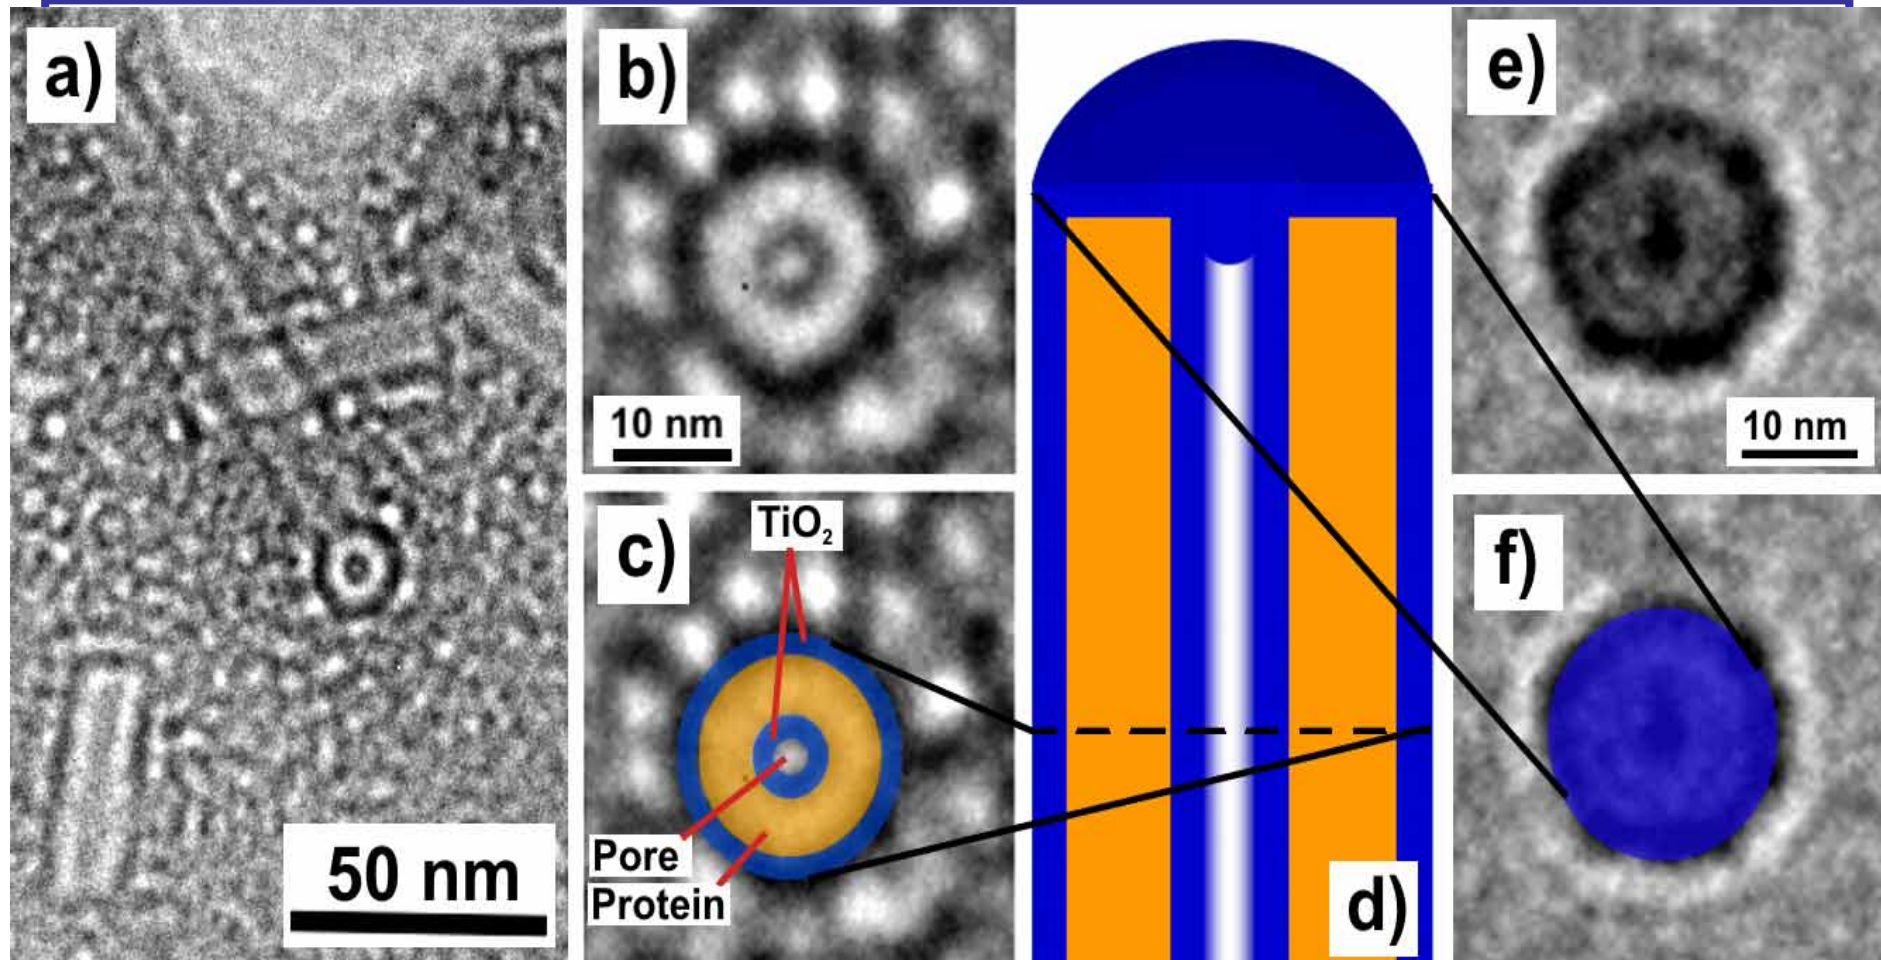 a)
50 nm
b)
10 nm
c)
TiO₂
Pore
Protein
d)
e)
10 nm
f)